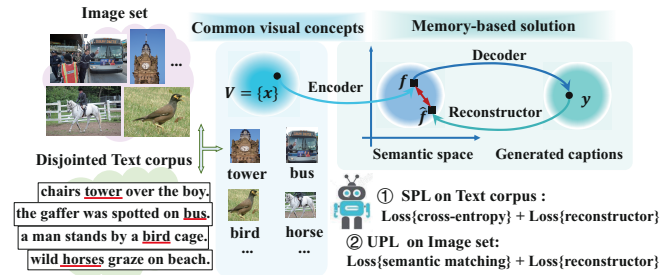 Image set
Common visual concepts
Memory-based solution
...
V = {x}
Encoder
Decoder
f
f̂
Reconstructor
y
Semantic space
Generated captions
Disjointed Text corpus
tower
bus
bird
horse
...
...
chairs tower over the boy.
the gaffer was spotted on bus.
a man stands by a bird cage.
wild horses graze on beach.
① SPL on Text corpus :
Loss{cross-entropy} + Loss{reconstructor}
② UPL on Image set:
Loss{semantic matching} + Loss{reconstructor}